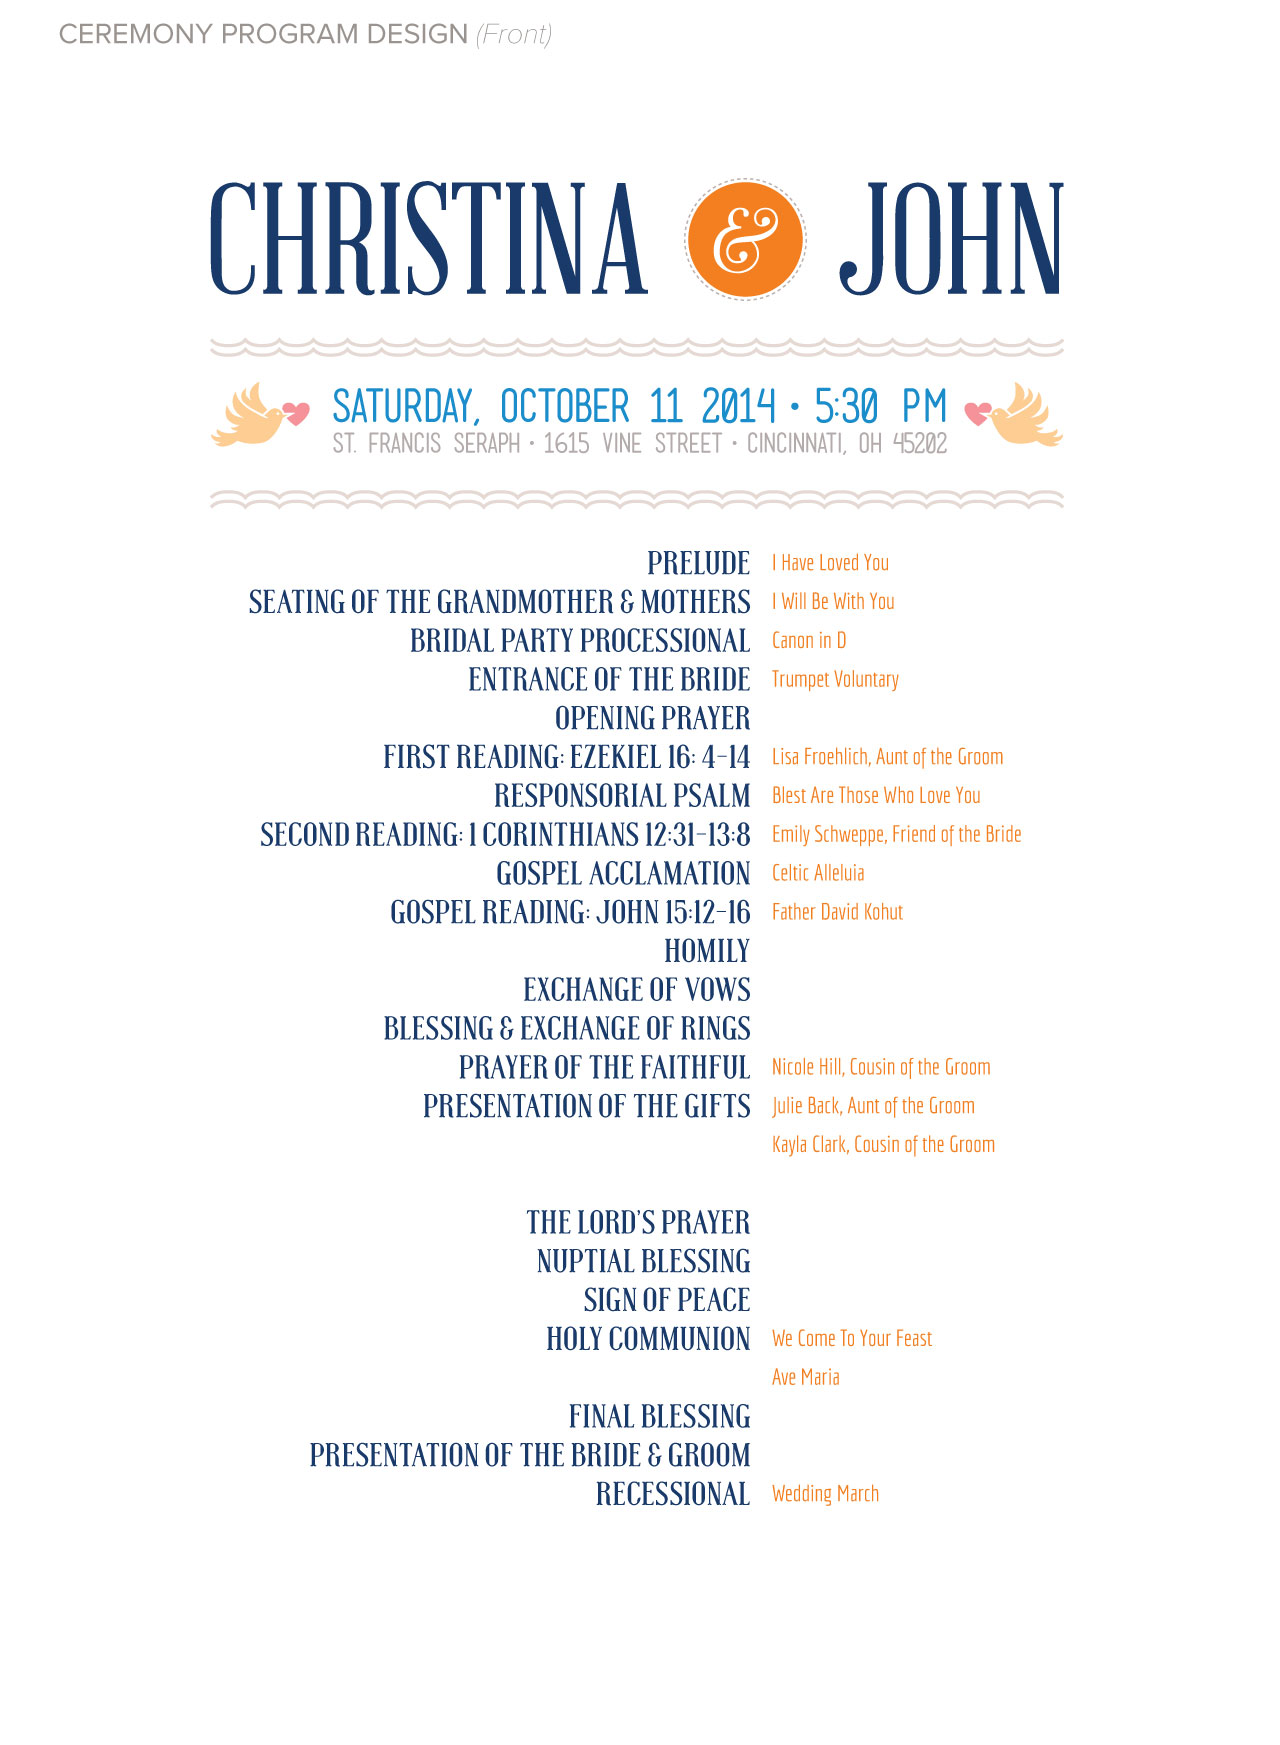 CEREMONY PROGRAM DESIGN (Front)
CHRISTINA & JOHN
SATURDAY, OCTOBER 11 2014 • 5:30 PM
ST. FRANCIS SERAPH • 1615 VINE STREET • CINCINNATI, OH 45202
PRELUDE I Have Loved You
SEATING OF THE GRANDMOTHER & MOTHERS I Will Be With You
BRIDAL PARTY PROCESSIONAL Canon in D
ENTRANCE OF THE BRIDE Trumpet Voluntary
OPENING PRAYER
FIRST READING: EZEKIEL 16: 4-14 Lisa Froehlich, Aunt of the Groom
RESPONSORIAL PSALM Blest Are Those Who Love You
SECOND READING: 1 CORINTHIANS 12:31-13:8 Emily Schweppe, Friend of the Bride
GOSPEL ACCLAMATION Celtic Alleluia
GOSPEL READING: JOHN 15:12-16 Father David Kohut
HOMILY
EXCHANGE OF VOWS
BLESSING & EXCHANGE OF RINGS
PRAYER OF THE FAITHFUL Nicole Hill, Cousin of the Groom
PRESENTATION OF THE GIFTS Julie Back, Aunt of the Groom
Kayla Clark, Cousin of the Groom
THE LORD'S PRAYER
NUPTIAL BLESSING
SIGN OF PEACE
HOLY COMMUNION We Come To Your Feast
Ave Maria
FINAL BLESSING
PRESENTATION OF THE BRIDE & GROOM
RECESSIONAL Wedding March